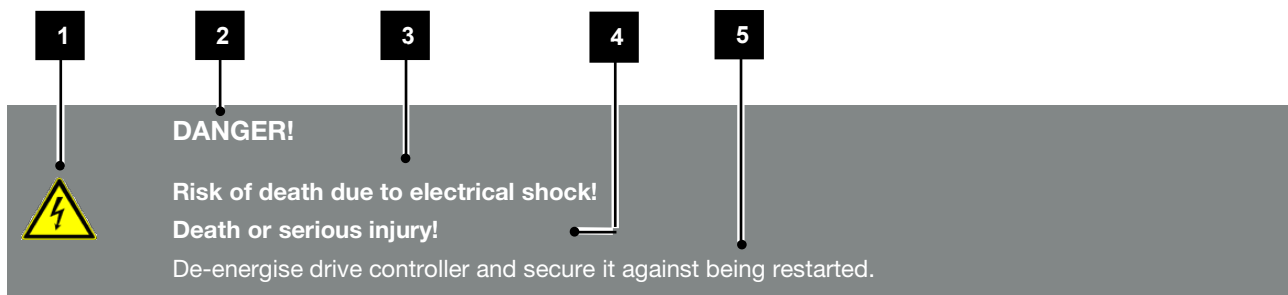 1 2 3 4 5
DANGER!
Risk of death due to electrical shock!
Death or serious injury!
De-energise drive controller and secure it against being restarted.